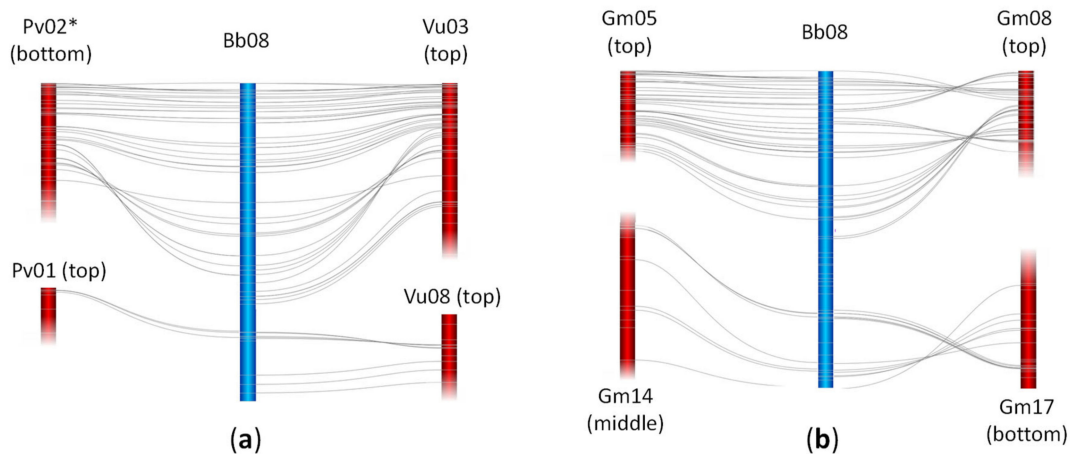 Pv02*
(bottom)
Bb08
Vu03
(top)
Pv01 (top)
Vu08 (top)
(a)
Gm05
(top)
Bb08
Gm08
(top)
Gm14
(middle)
Gm17
(bottom)
(b)